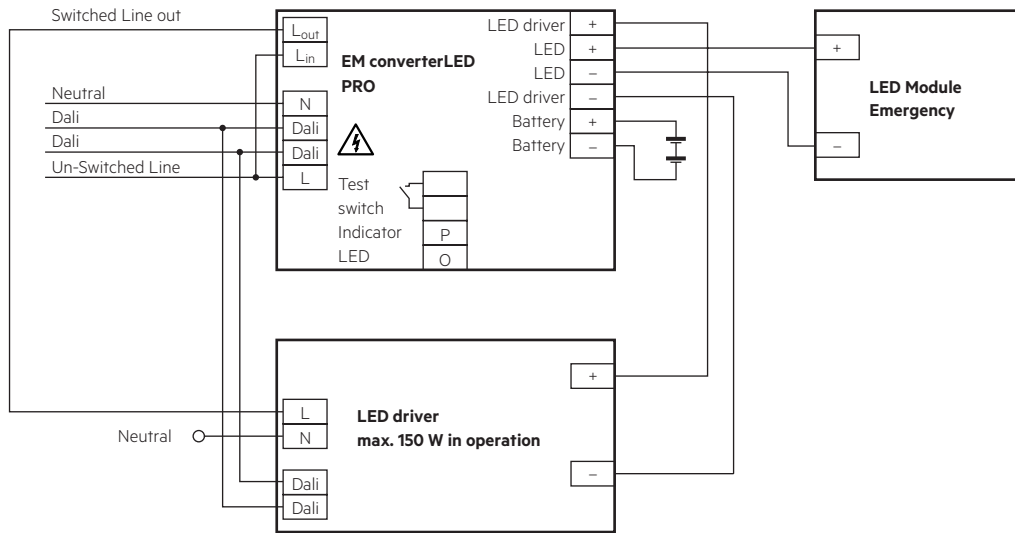 Switched Line out
Neutral
Dali
Dali
Un-Switched Line
Lout
Lin
N
Dali
Dali
L
EM converterLED
PRO
Test
switch
Indicator
LED
P
O
LED driver +
LED +
LED –
LED driver –
Battery +
Battery –
+
–
LED Module
Emergency
Neutral
L
N
Dali
Dali
LED driver
max. 150 W in operation
+
–